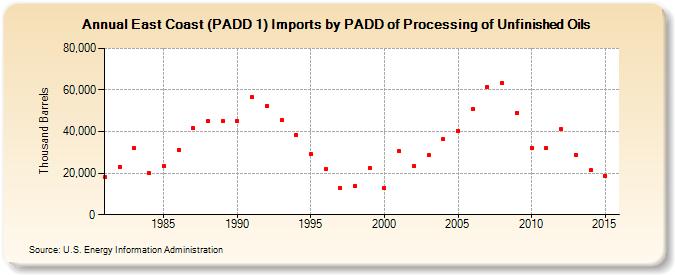 Annual East Coast (PADD 1) Imports by PADD of Processing of Unfinished Oils
Thousand Barrels
80,000
60,000
40,000
20,000
0
1985 1990 1995 2000 2005 2010 2015
Source: U.S. Energy Information Administration